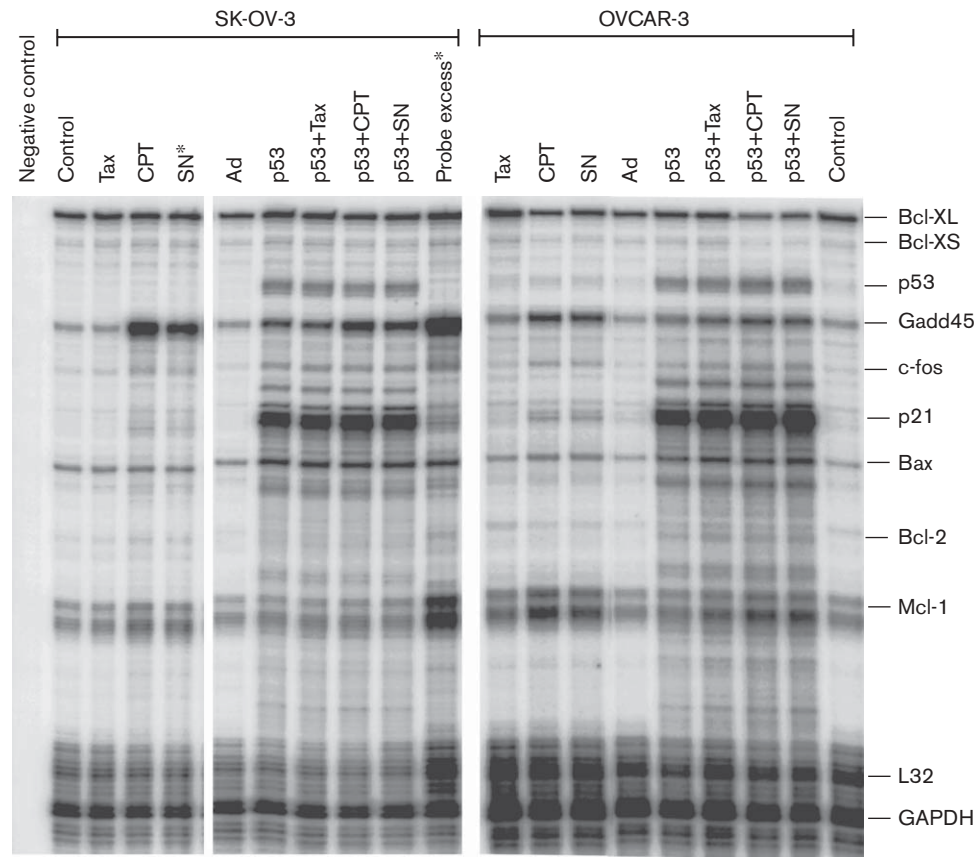 SK-OV-3
OVCAR-3
Negative control
Control
Tax
CPT
SN*
Ad
p53
p53+Tax
p53+CPT
p53+SN
Probe excess*
Tax
CPT
SN
Ad
p53
p53+Tax
p53+CPT
p53+SN
Control
Bcl-XL
Bcl-XS
p53
Gadd45
c-fos
p21
Bax
Bcl-2
Mcl-1
L32
GAPDH